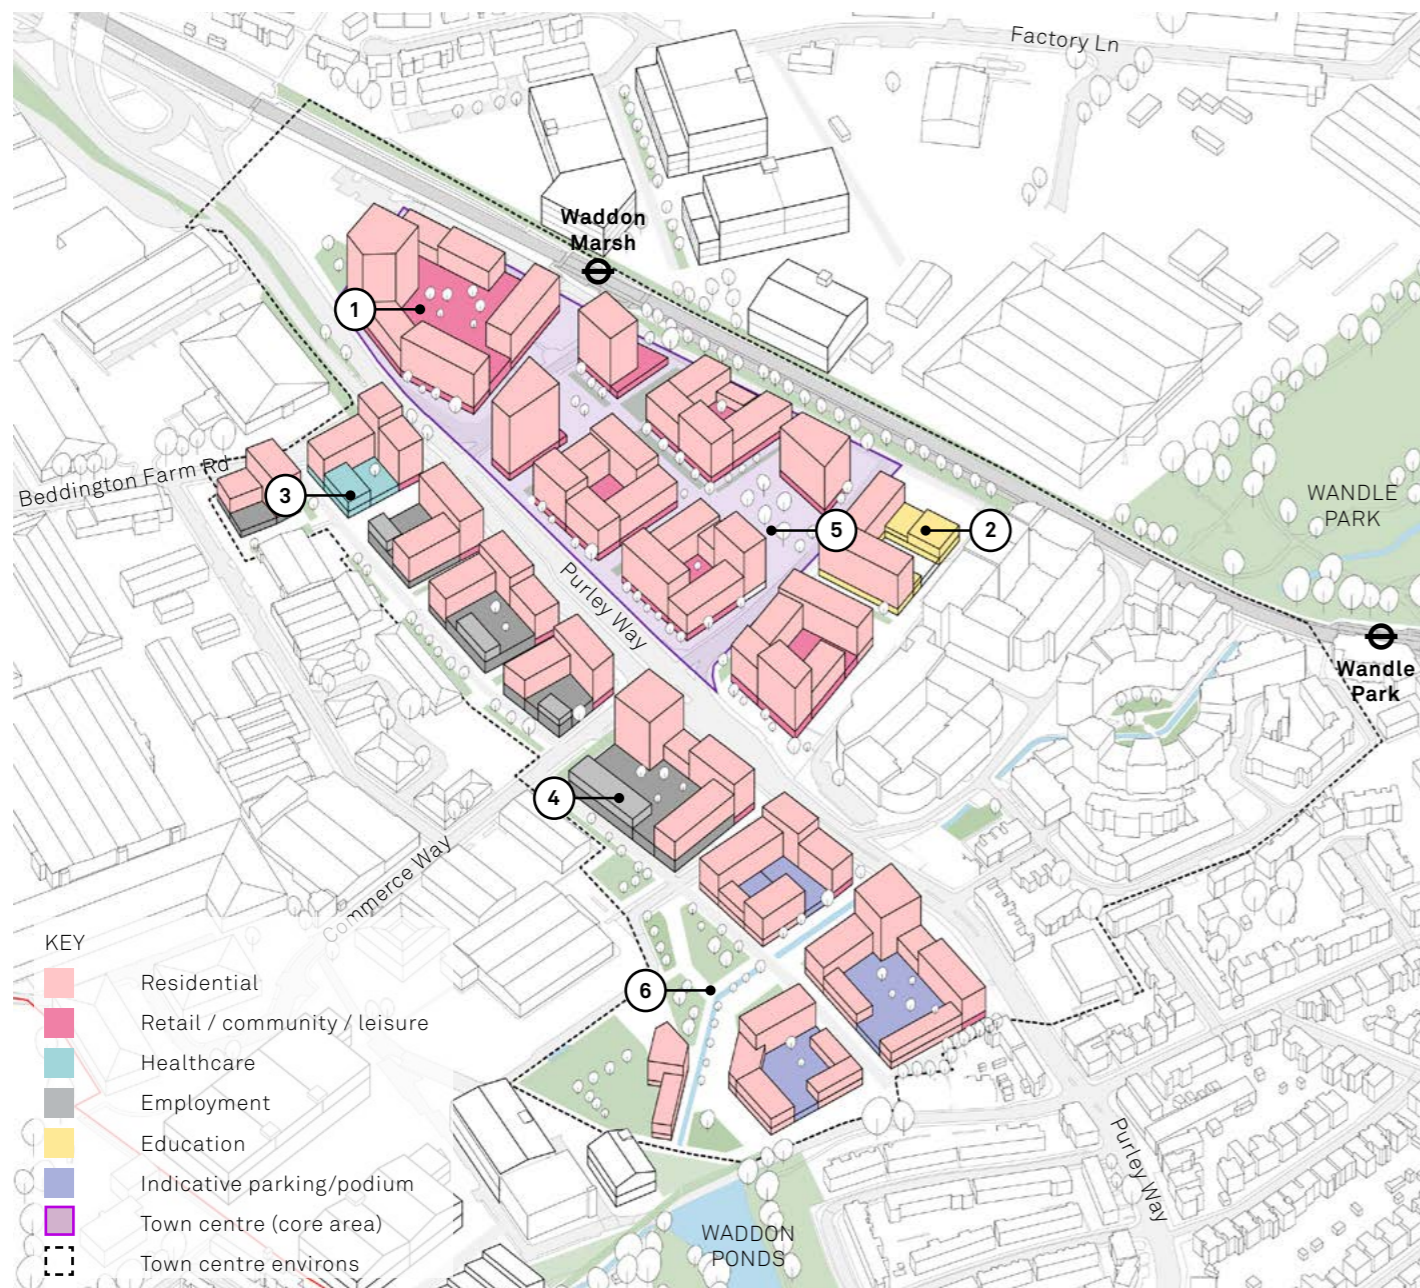 Factory Ln
Waddon
Marsh
1
Beddington Farm Rd
3
WANDLE
PARK
5
2
Purley Way
Wandle
Park
4
Commerce Way
6
KEY
Residential
Retail / community / leisure
Healthcare
Employment
Education
Indicative parking/podium
Town centre (core area)
Town centre environs
Purley Way
WADDON
PONDS